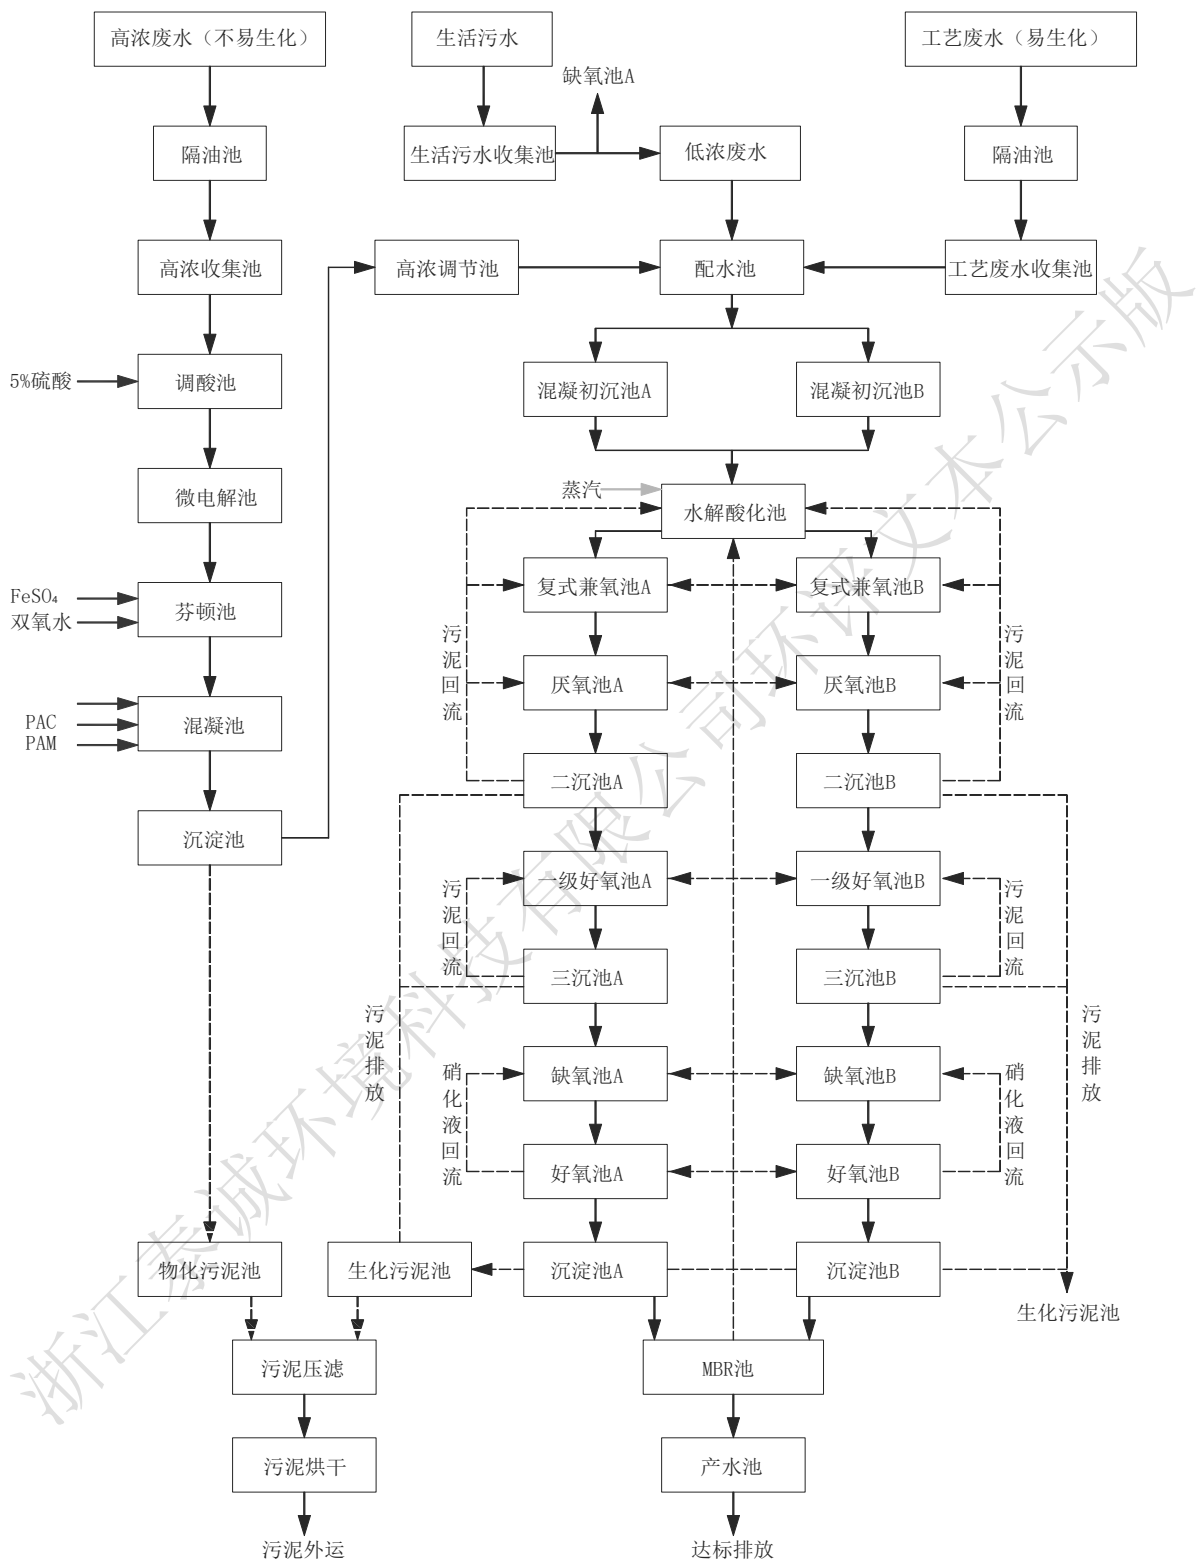 高浓废水（不易生化）
生活污水
工艺废水（易生化）
缺氧池A
隔油池
生活污水收集池
低浓废水
隔油池
高浓收集池
高浓调节池
配水池
工艺废水收集池
5%硫酸
调酸池
混凝初沉池A
混凝初沉池B
微电解池
蒸汽
水解酸化池
FeSO₄
双氧水
芬顿池
复式兼氧池A
复式兼氧池B
污泥回流
污泥回流
厌氧池A
厌氧池B
PAC
PAM
混凝池
二沉池A
二沉池B
沉淀池
一级好氧池A
一级好氧池B
污泥回流
污泥回流
三沉池A
三沉池B
污泥排放
污泥排放
缺氧池A
缺氧池B
硝化液回流
硝化液回流
好氧池A
好氧池B
物化污泥池
生化污泥池
沉淀池A
沉淀池B
生化污泥池
污泥压滤
MBR池
污泥烘干
产水池
污泥外运
达标排放
浙江泰诚环境科技有限公司环评文本公示版